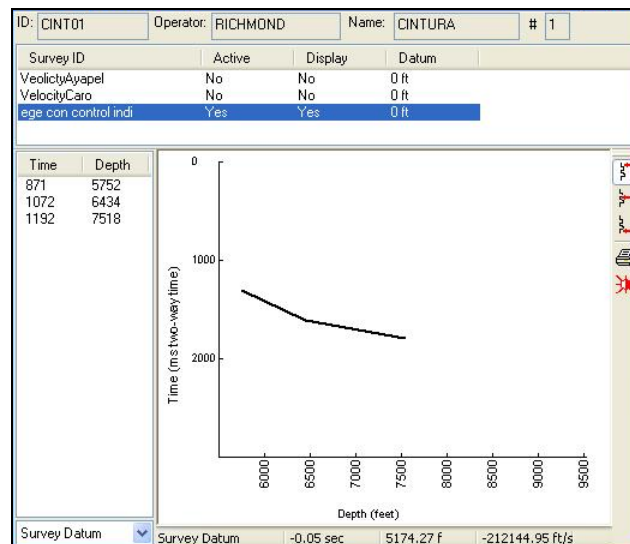 ID: CINT01 Operator: RICHMOND Name: CINTURA # 1
Survey ID Active Display Datum
VeolictyAyapel No No 0 ft
VelocityCaro No No 0 ft
ege con control indi Yes Yes 0 ft
Time Depth
871 5752
1072 6434
1192 7518
0
1000
2000
Time (ms two-way time)
6000 6500 7000 7500 8000 8500 9000 9500
Depth (feet)
Survey Datum Survey Datum -0.05 sec 5174.27 f -212144.95 ft/s